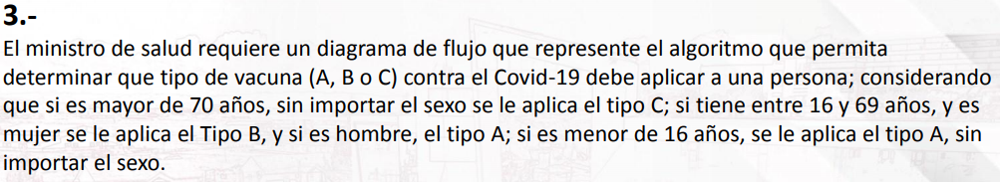 3.-
El ministro de salud requiere un diagrama de flujo que represente el algoritmo que permita
determinar que tipo de vacuna (A, B o C) contra el Covid-19 debe aplicar a una persona; considerando
que si es mayor de 70 años, sin importar el sexo se le aplica el tipo C; si tiene entre 16 y 69 años, y es
mujer se le aplica el Tipo B, y si es hombre, el tipo A; si es menor de 16 años, se le aplica el tipo A, sin
importar el sexo.